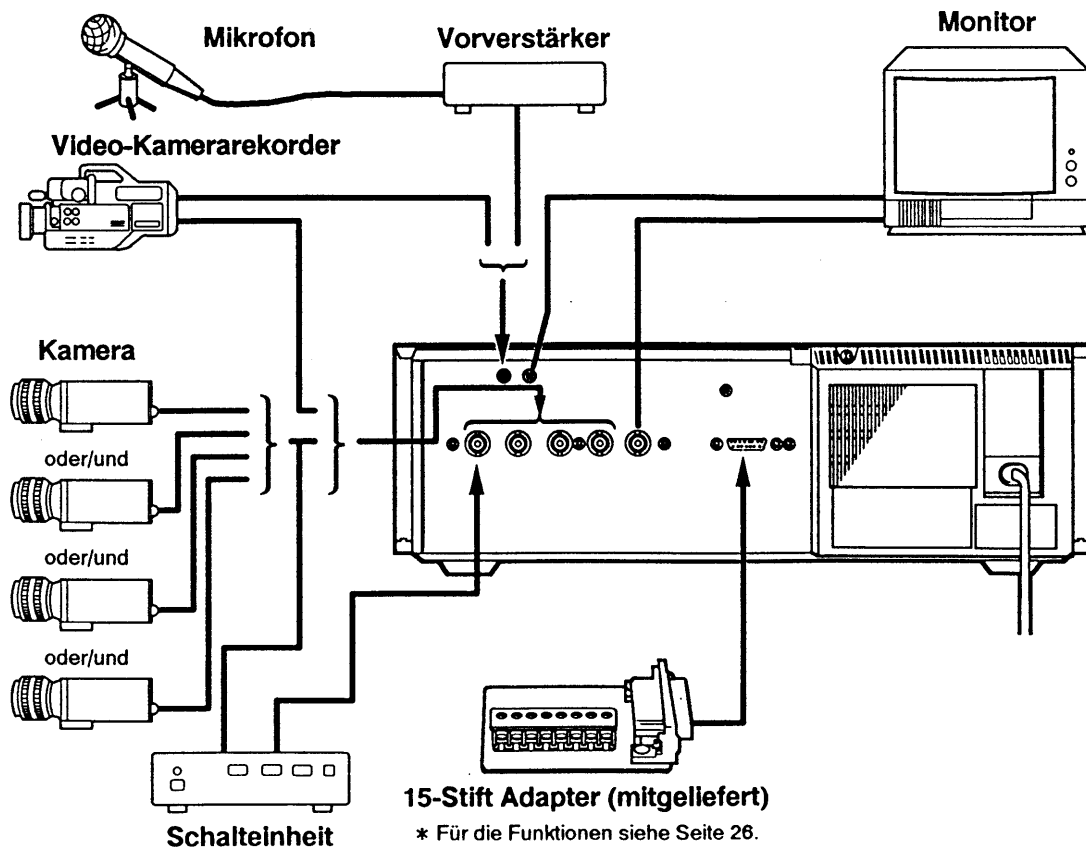 Mikrofon
Vorverstärker
Monitor
Video-Kamerarekorder
Kamera
oder/und
oder/und
oder/und
15-Stift Adapter (mitgeliefert)
Schalteinheit
* Für die Funktionen siehe Seite 26.